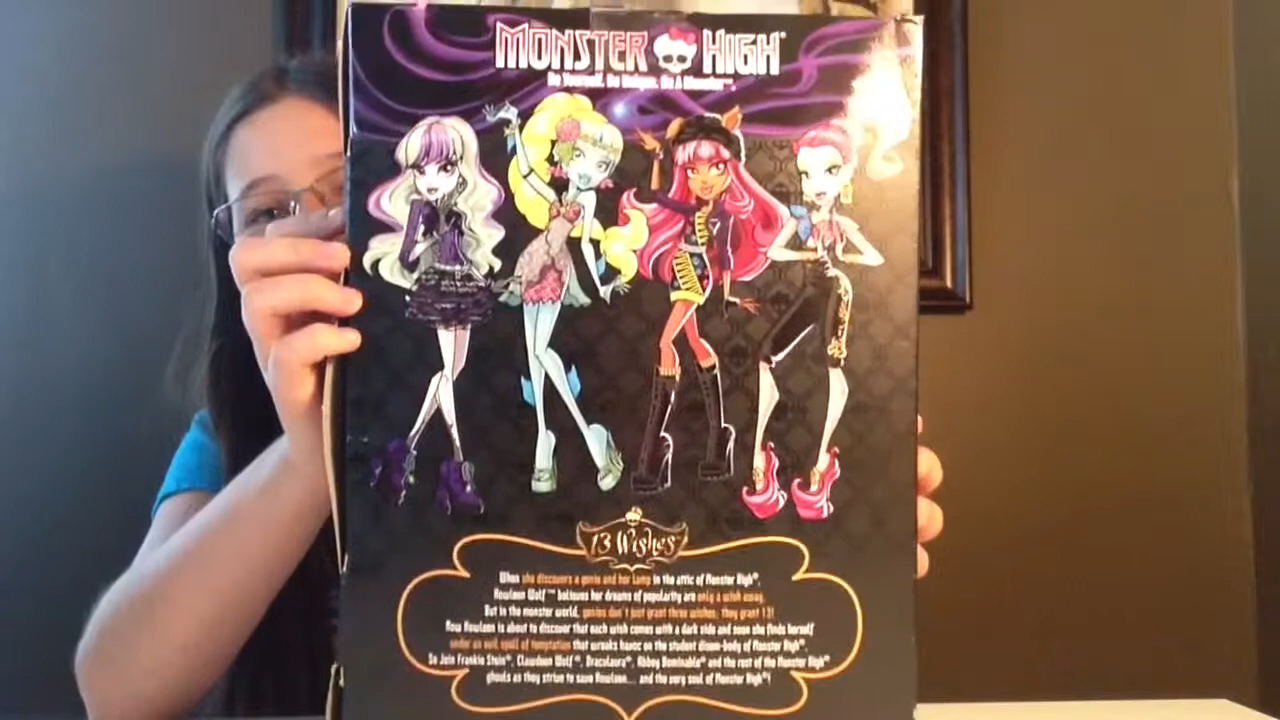 MONSTER HIGH®
Be Yourself. Be Unique. Be A Monster™.
13 Wishes™
When she discovers a genie and her lamp in the attic of Monster High®,
Howleen Wolf™ believes her dreams of popularity are only a wish away.
But in the monster world, genies don't just grant three wishes, they grant 13!
Now Howleen is about to discover that each wish comes with a dark side and soon she finds herself
under an evil spell of temptation that wreaks havoc on the student disem-body of Monster High®.
So join Frankie Stein®, Clawdeen Wolf®, Draculaura®, Abbey Bominable® and the rest of the Monster High®
ghouls as they strive to save Howleen... and the very soul of Monster High®!